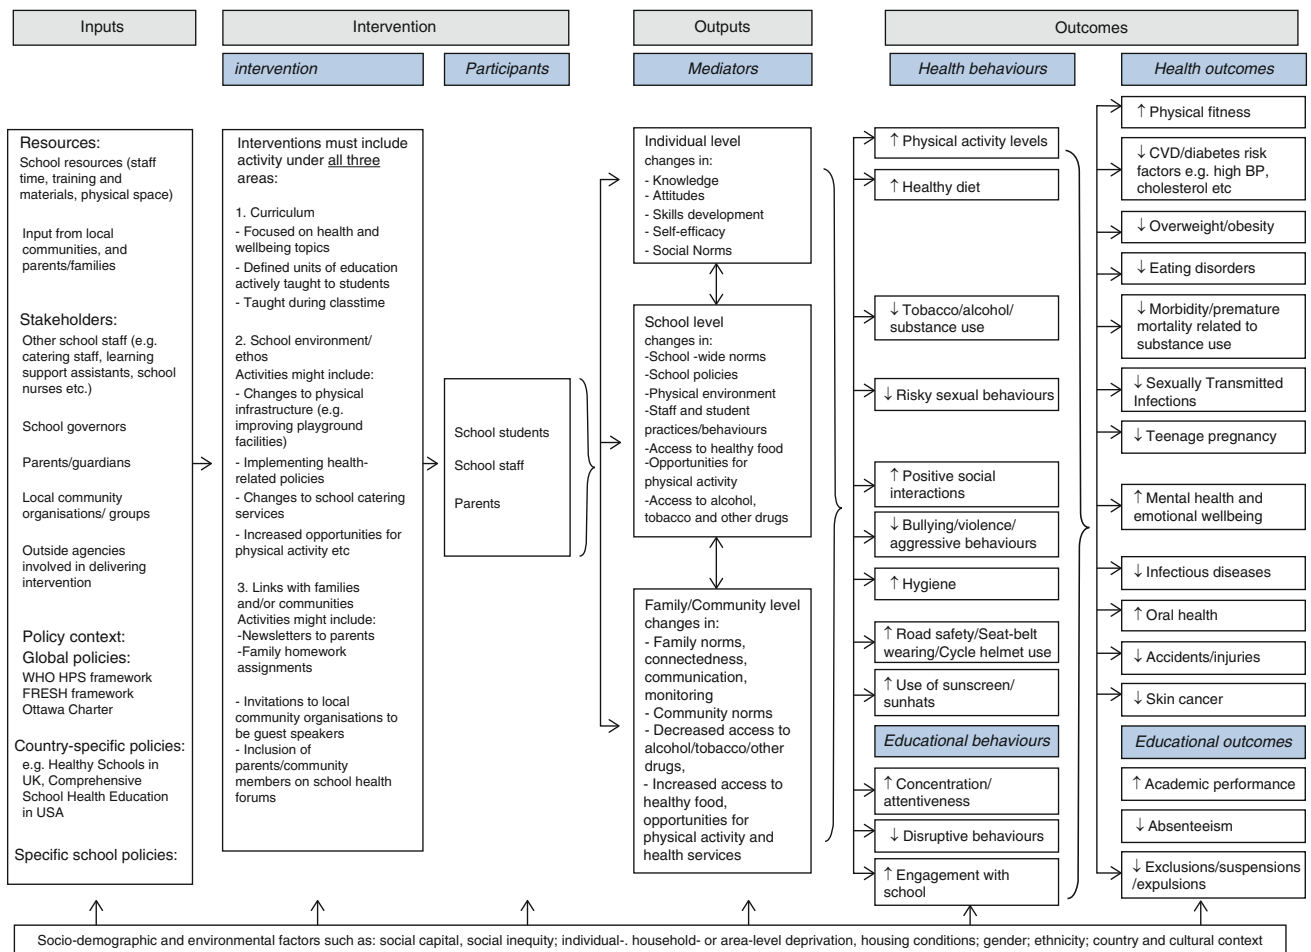 Inputs
Intervention
Outputs
Outcomes
intervention
Participants
Mediators
Health behaviours
Health outcomes
Resources:
School resources (staff
time, training and
materials, physical space)
Input from local
communities, and
parents/families
Stakeholders:
Other school staff (e.g.
catering staff, learning
support assistants, school
nurses etc.)
School governors
Parents/guardians
Local community
organisations/ groups
Outside agencies
involved in delivering
intervention
Policy context:
Global policies:
WHO HPS framework
FRESH framework
Ottawa Charter
Country-specific policies:
e.g. Healthy Schools in
UK, Comprehensive
School Health Education
in USA
Specific school policies:
Interventions must include
activity under all three
areas:
1. Curriculum
- Focused on health and
wellbeing topics
- Defined units of education
actively taught to students
- Taught during classtime
2. School environment/
ethos
Activities might include:
- Changes to physical
infrastructure (e.g.
improving playground
facilities)
- Implementing health-
related policies
- Changes to school catering
services
- Increased opportunities for
physical activity etc
3. Links with families
and/or communities
Activities might include:
-Newsletters to parents
-Family homework
assignments
- Invitations to local
community organisations to
be guest speakers
- Inclusion of
parents/community
members on school health
forums
School students
School staff
Parents
Individual level
changes in:
- Knowledge
- Attitudes
- Skills development
- Self-efficacy
- Social Norms
School level
changes in:
-School -wide norms
-School policies
-Physical environment
-Staff and student
practices/behaviours
-Access to healthy food
-Opportunities for
physical activity
-Access to alcohol,
tobacco and other drugs
Family/Community level
changes in:
- Family norms,
connectedness,
communication,
monitoring
- Community norms
- Decreased access to
alcohol/tobacco/other
drugs,
- Increased access to
healthy food,
opportunities for
physical activity and
health services
↑ Physical activity levels
↑ Healthy diet
↓ Tobacco/alcohol/
substance use
↓ Risky sexual behaviours
↑ Positive social
interactions
↓ Bullying/violence/
aggressive behaviours
↑ Hygiene
↑ Road safety/Seat-belt
wearing/Cycle helmet use
↑ Use of sunscreen/
sunhats
Educational behaviours
↑ Concentration/
attentiveness
↓ Disruptive behaviours
↑ Engagement with
school
↑ Physical fitness
↓ CVD/diabetes risk
factors e.g. high BP,
cholesterol etc
↓ Overweight/obesity
↓ Eating disorders
↓ Morbidity/premature
mortality related to
substance use
↓ Sexually Transmitted
Infections
↓ Teenage pregnancy
↑ Mental health and
emotional wellbeing
↓ Infectious diseases
↑ Oral health
↓ Accidents/injuries
↓ Skin cancer
Educational outcomes
↑ Academic performance
↓ Absenteeism
↓ Exclusions/suspensions
/expulsions
Socio-demographic and environmental factors such as: social capital, social inequity; individual-. household- or area-level deprivation, housing conditions; gender; ethnicity; country and cultural context